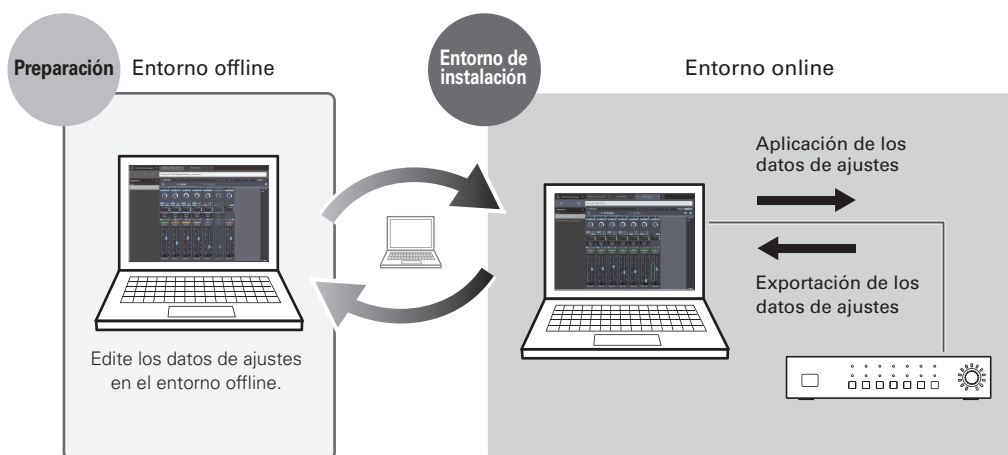 Preparación
Entorno offline
Edite los datos de ajustes
en el entorno offline.
Entorno de
instalación
Entorno online
Aplicación de los
datos de ajustes
Exportación de los
datos de ajustes